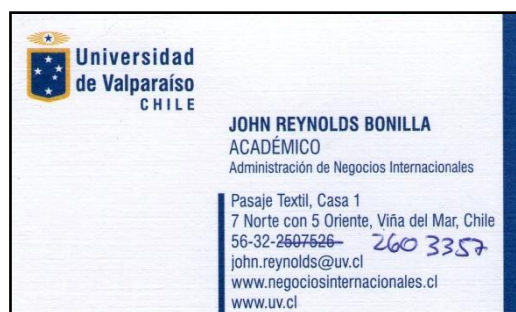 Universidad
de Valparaíso
CHILE
JOHN REYNOLDS BONILLA
ACADÉMICO
Administración de Negocios Internacionales
Pasaje Textil, Casa 1
7 Norte con 5 Oriente, Viña del Mar, Chile
56-32-2507526- 260 3357
john.reynolds@uv.cl
www.negociosinternacionales.cl
www.uv.cl